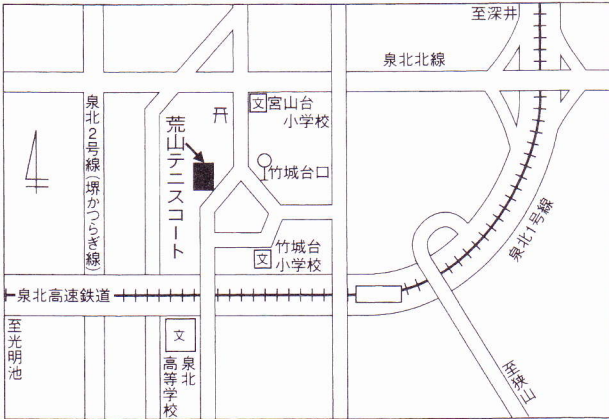 至深井
泉北北線
文宮山台
小学校
泉北2号線(堺かつらぎ線)
荒山テニスコート
竹城台口
文
竹城台
小学校
泉北1号線
泉北高速鉄道
至光明池
文
泉北
高等学校
至狭山